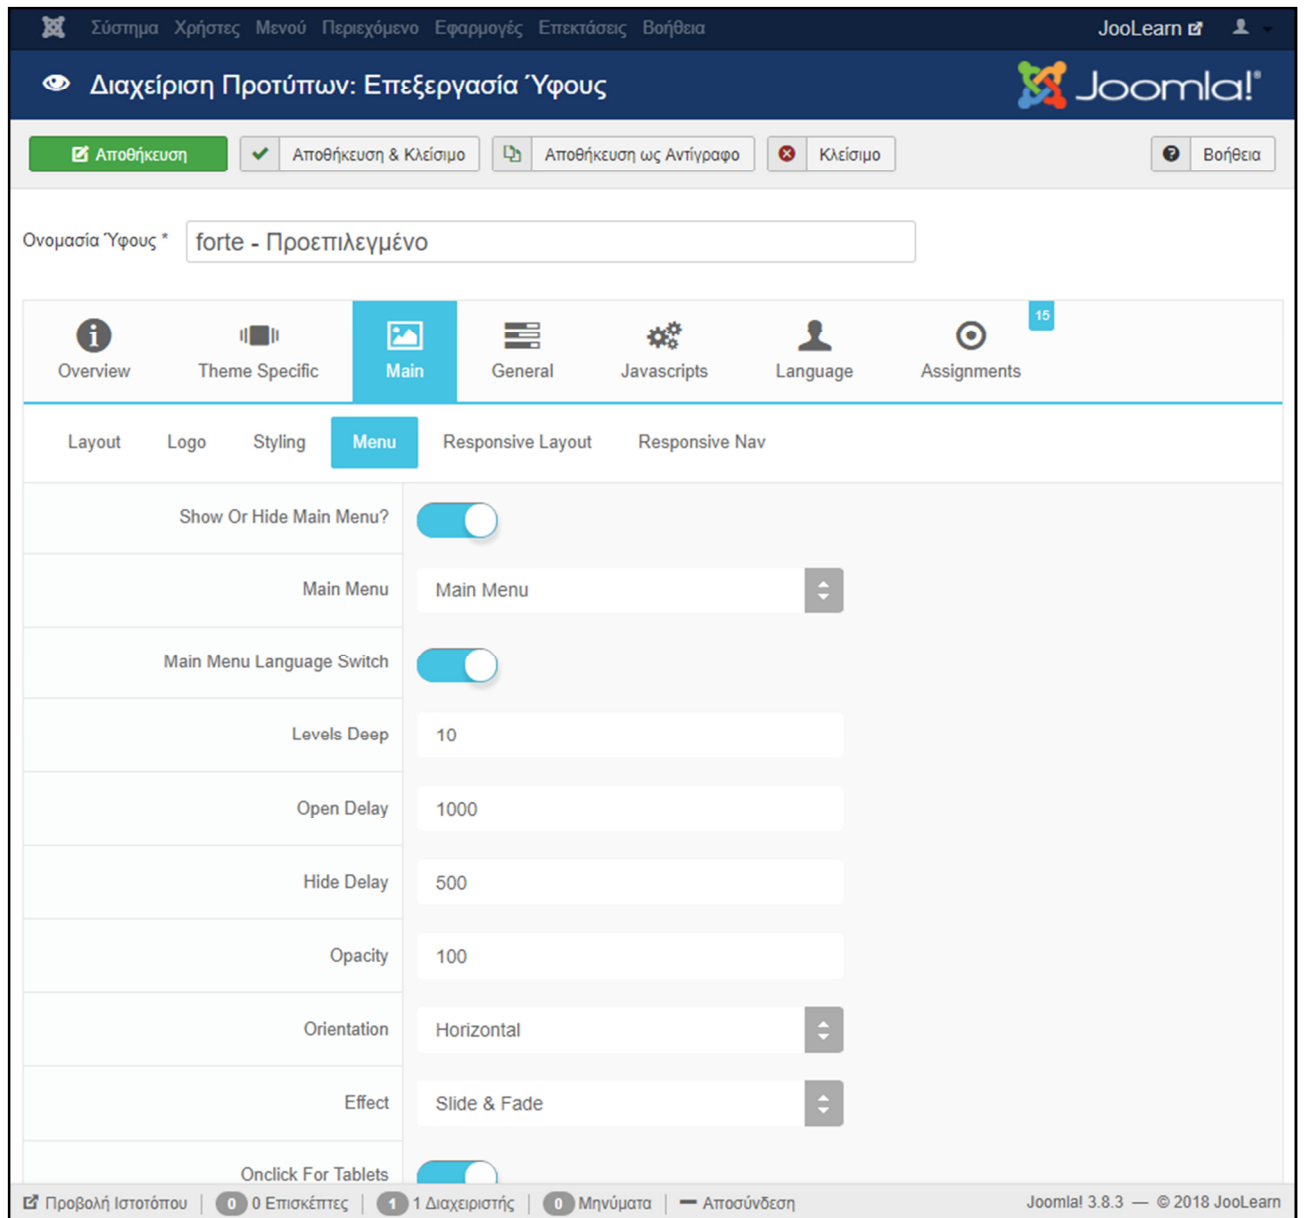 Σύστημα Χρήστες Μενού Περιεχόμενο Εφαρμογές Επεκτάσεις Βοήθεια JooLearn
Διαχείριση Προτύπων: Επεξεργασία Ύφους Joomla!®
Αποθήκευση Αποθήκευση & Κλείσιμο Αποθήκευση ως Αντίγραφο Κλείσιμο Βοήθεια
Ονομασία Ύφους * forte - Προεπιλεγμένο
15
Overview Theme Specific Main General Javascripts Language Assignments
Layout Logo Styling Menu Responsive Layout Responsive Nav
Show Or Hide Main Menu?
Main Menu Main Menu
Main Menu Language Switch
Levels Deep 10
Open Delay 1000
Hide Delay 500
Opacity 100
Orientation Horizontal
Effect Slide & Fade
Onclick For Tablets
Προβολή Ιστοτόπου | 0 0 Επισκέπτες | 1 1 Διαχειριστής | 0 Μηνύματα | Αποσύνδεση Joomla! 3.8.3 — © 2018 JooLearn